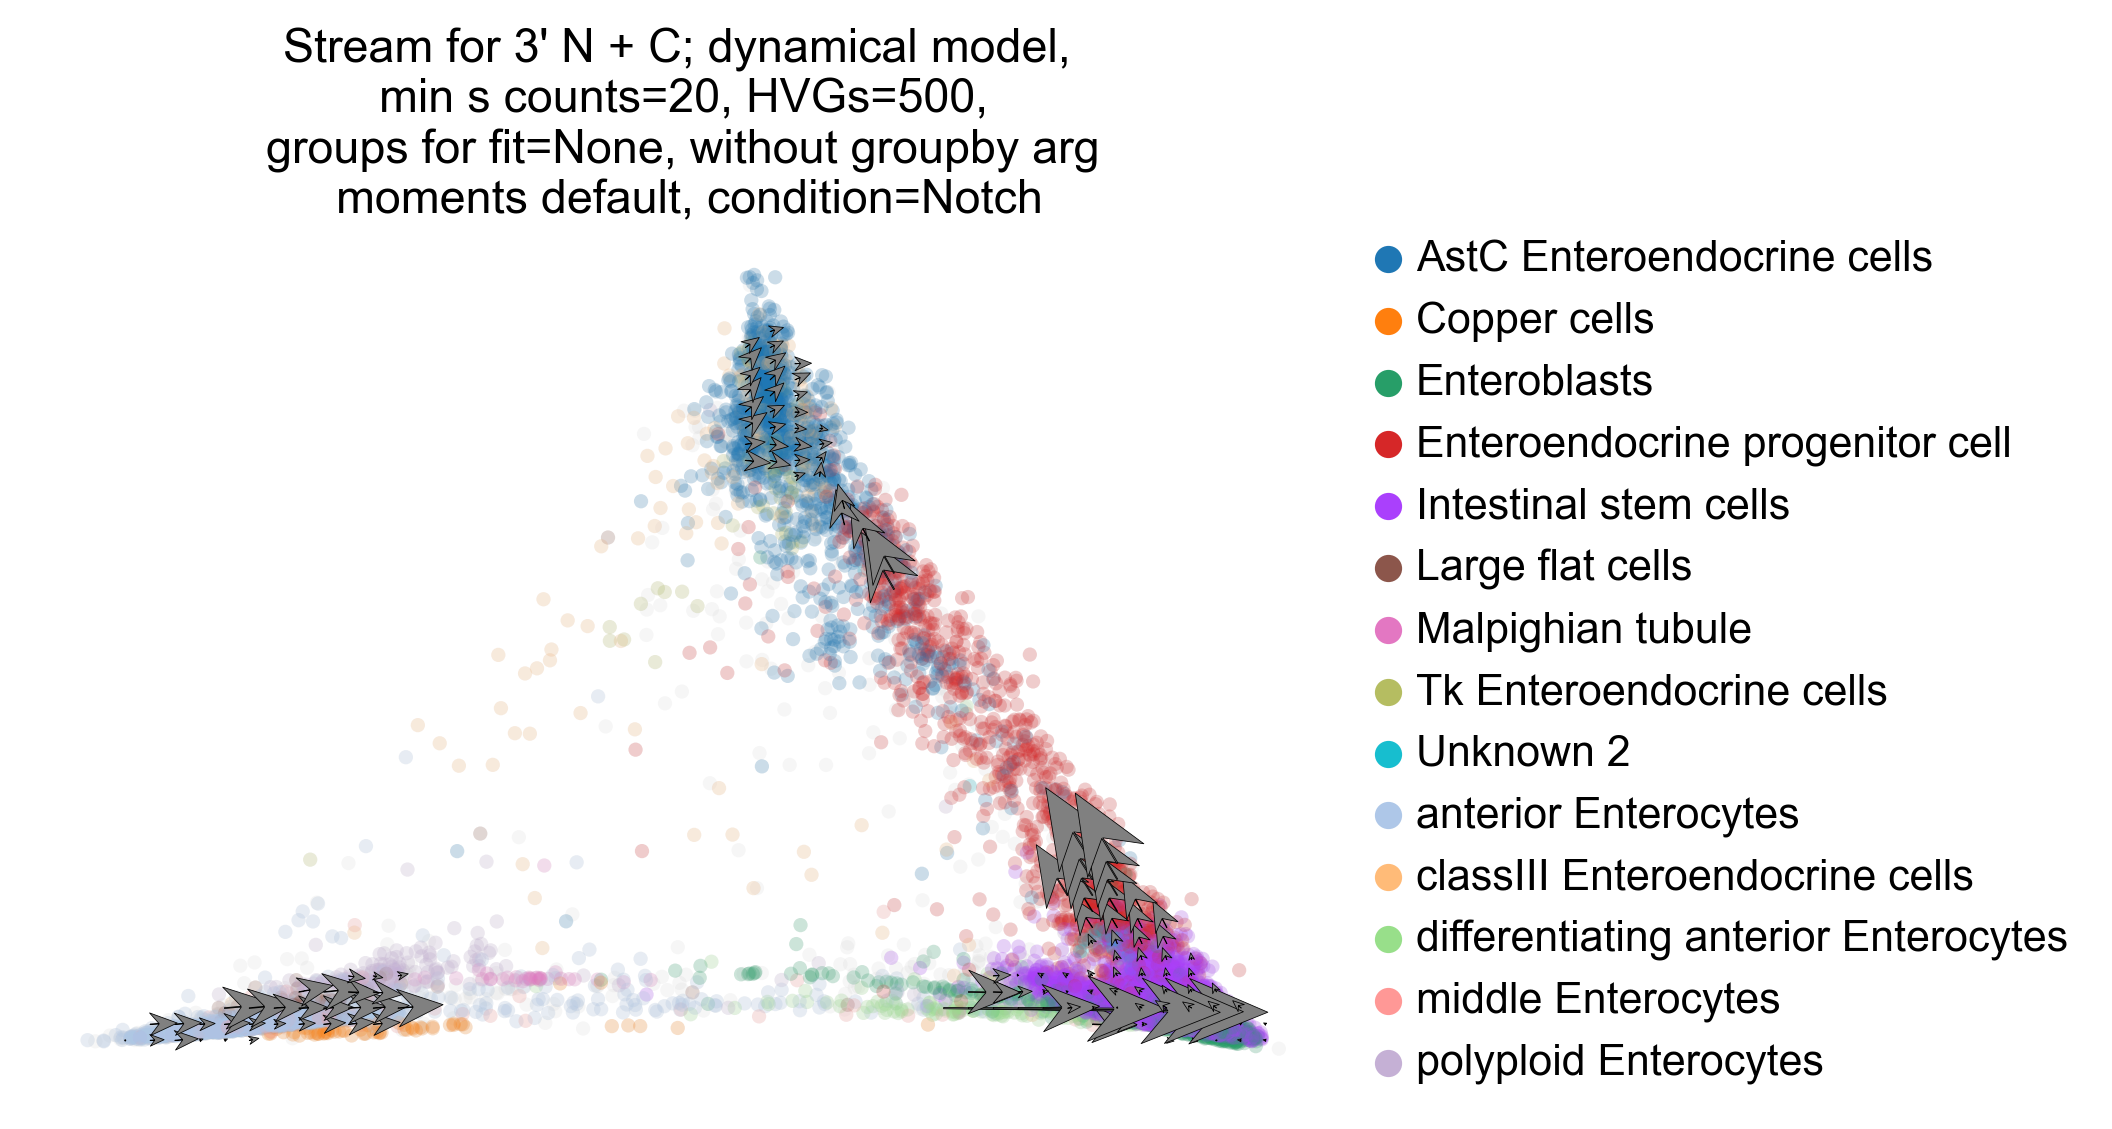 Stream for 3' N + C; dynamical model,
min s counts=20, HVGs=500,
groups for fit=None, without groupby arg
moments default, condition=Notch
AstC Enteroendocrine cells
Copper cells
Enteroblasts
Enteroendocrine progenitor cell
Intestinal stem cells
Large flat cells
Malpighian tubule
Tk Enteroendocrine cells
Unknown 2
anterior Enterocytes
classIII Enteroendocrine cells
differentiating anterior Enterocytes
middle Enterocytes
polyploid Enterocytes